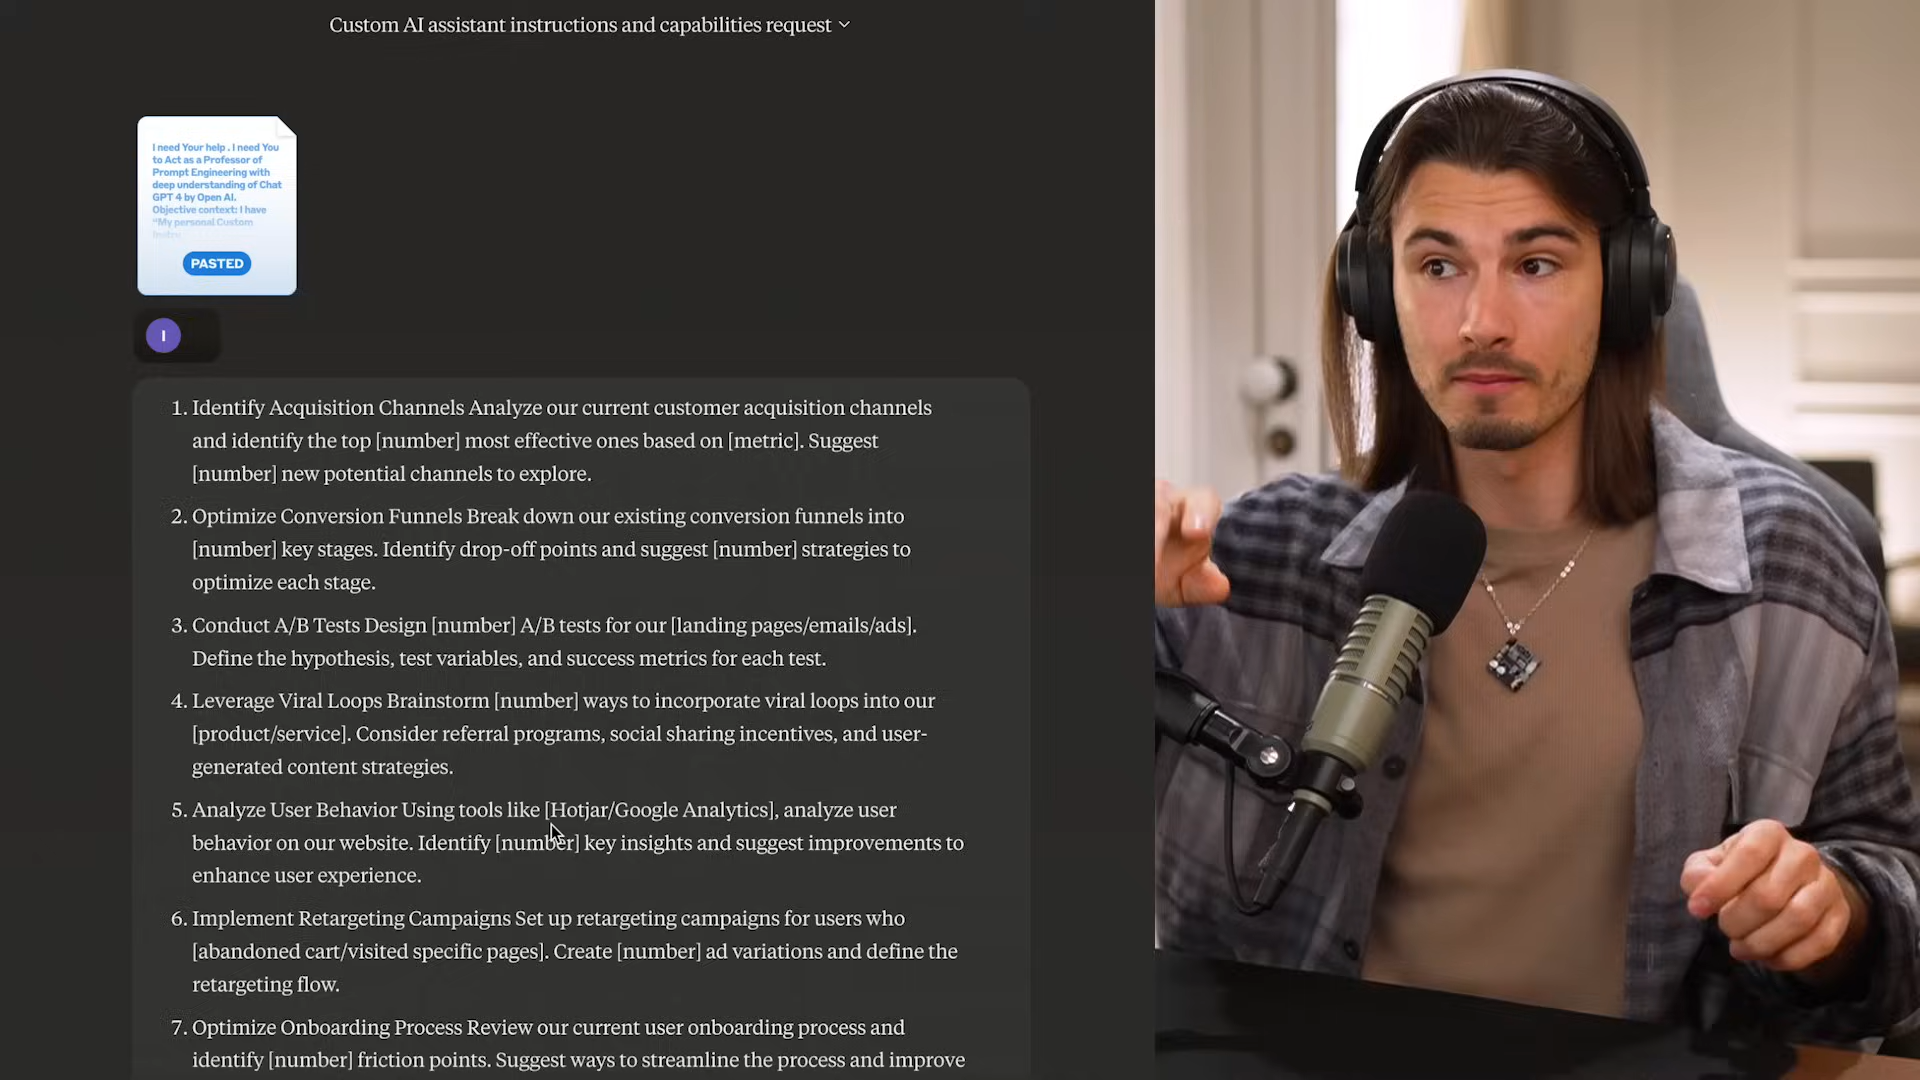 Custom AI assistant instructions and capabilities request
I need Your help . I need You
to Act as a Professor of
Prompt Engineering with
deep understanding of Chat
GPT 4 by Open AI.
Objective context: I have
"My personal Custom
PASTED
I
1. Identify Acquisition Channels Analyze our current customer acquisition channels
and identify the top [number] most effective ones based on [metric]. Suggest
[number] new potential channels to explore.
2. Optimize Conversion Funnels Break down our existing conversion funnels into
[number] key stages. Identify drop-off points and suggest [number] strategies to
optimize each stage.
3. Conduct A/B Tests Design [number] A/B tests for our [landing pages/emails/ads].
Define the hypothesis, test variables, and success metrics for each test.
4. Leverage Viral Loops Brainstorm [number] ways to incorporate viral loops into our
[product/service]. Consider referral programs, social sharing incentives, and user-
generated content strategies.
5. Analyze User Behavior Using tools like [Hotjar/Google Analytics], analyze user
behavior on our website. Identify [number] key insights and suggest improvements to
enhance user experience.
6. Implement Retargeting Campaigns Set up retargeting campaigns for users who
[abandoned cart/visited specific pages]. Create [number] ad variations and define the
retargeting flow.
7. Optimize Onboarding Process Review our current user onboarding process and
identify [number] friction points. Suggest ways to streamline the process and improve